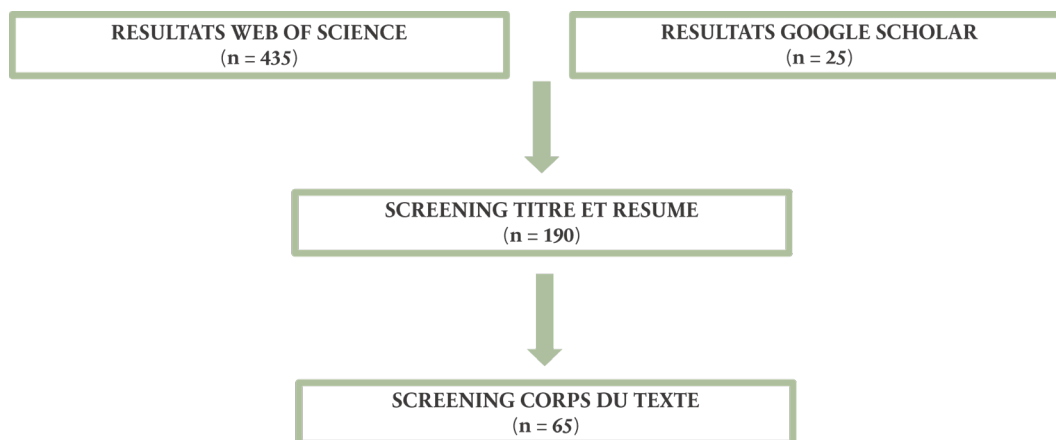 RESULTATS WEB OF SCIENCE
(n = 435)
RESULTATS GOOGLE SCHOLAR
(n = 25)
SCREENING TITRE ET RESUME
(n = 190)
SCREENING CORPS DU TEXTE
(n = 65)